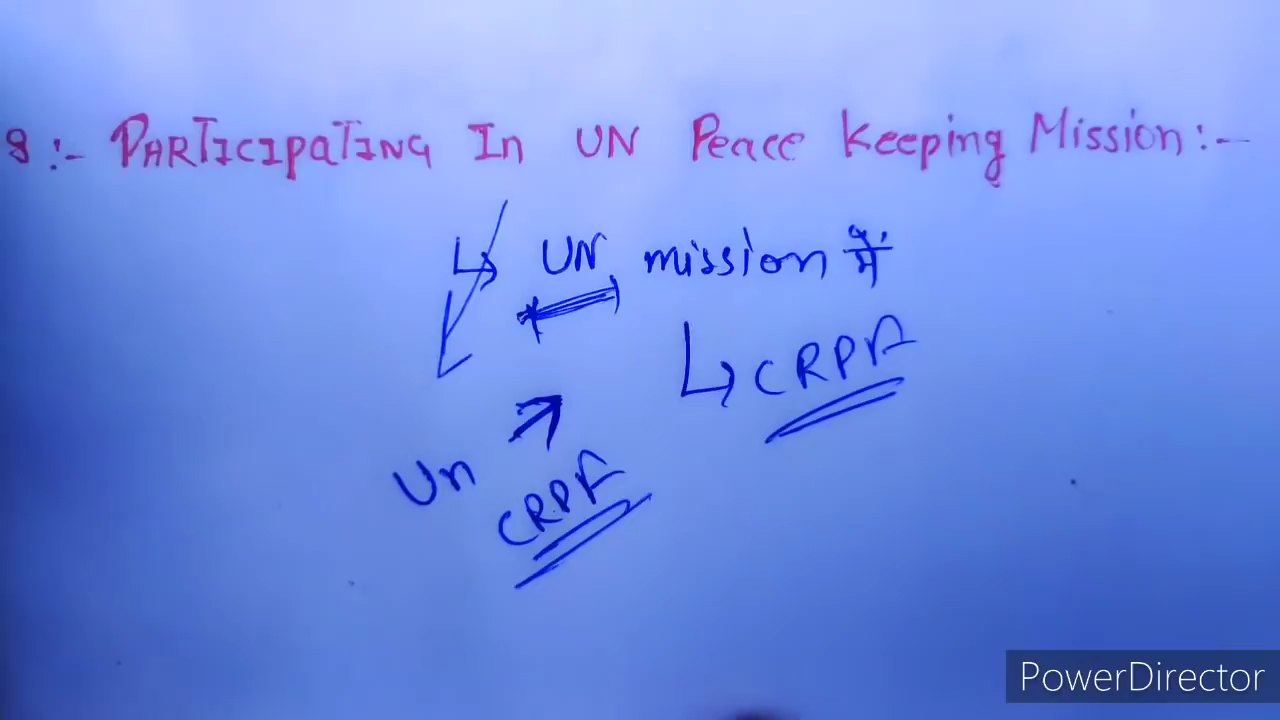 8:- PARTICIPATING In UN Peace Keeping Mission:-
UN mission में
CRPF
Un
CRPF
PowerDirector